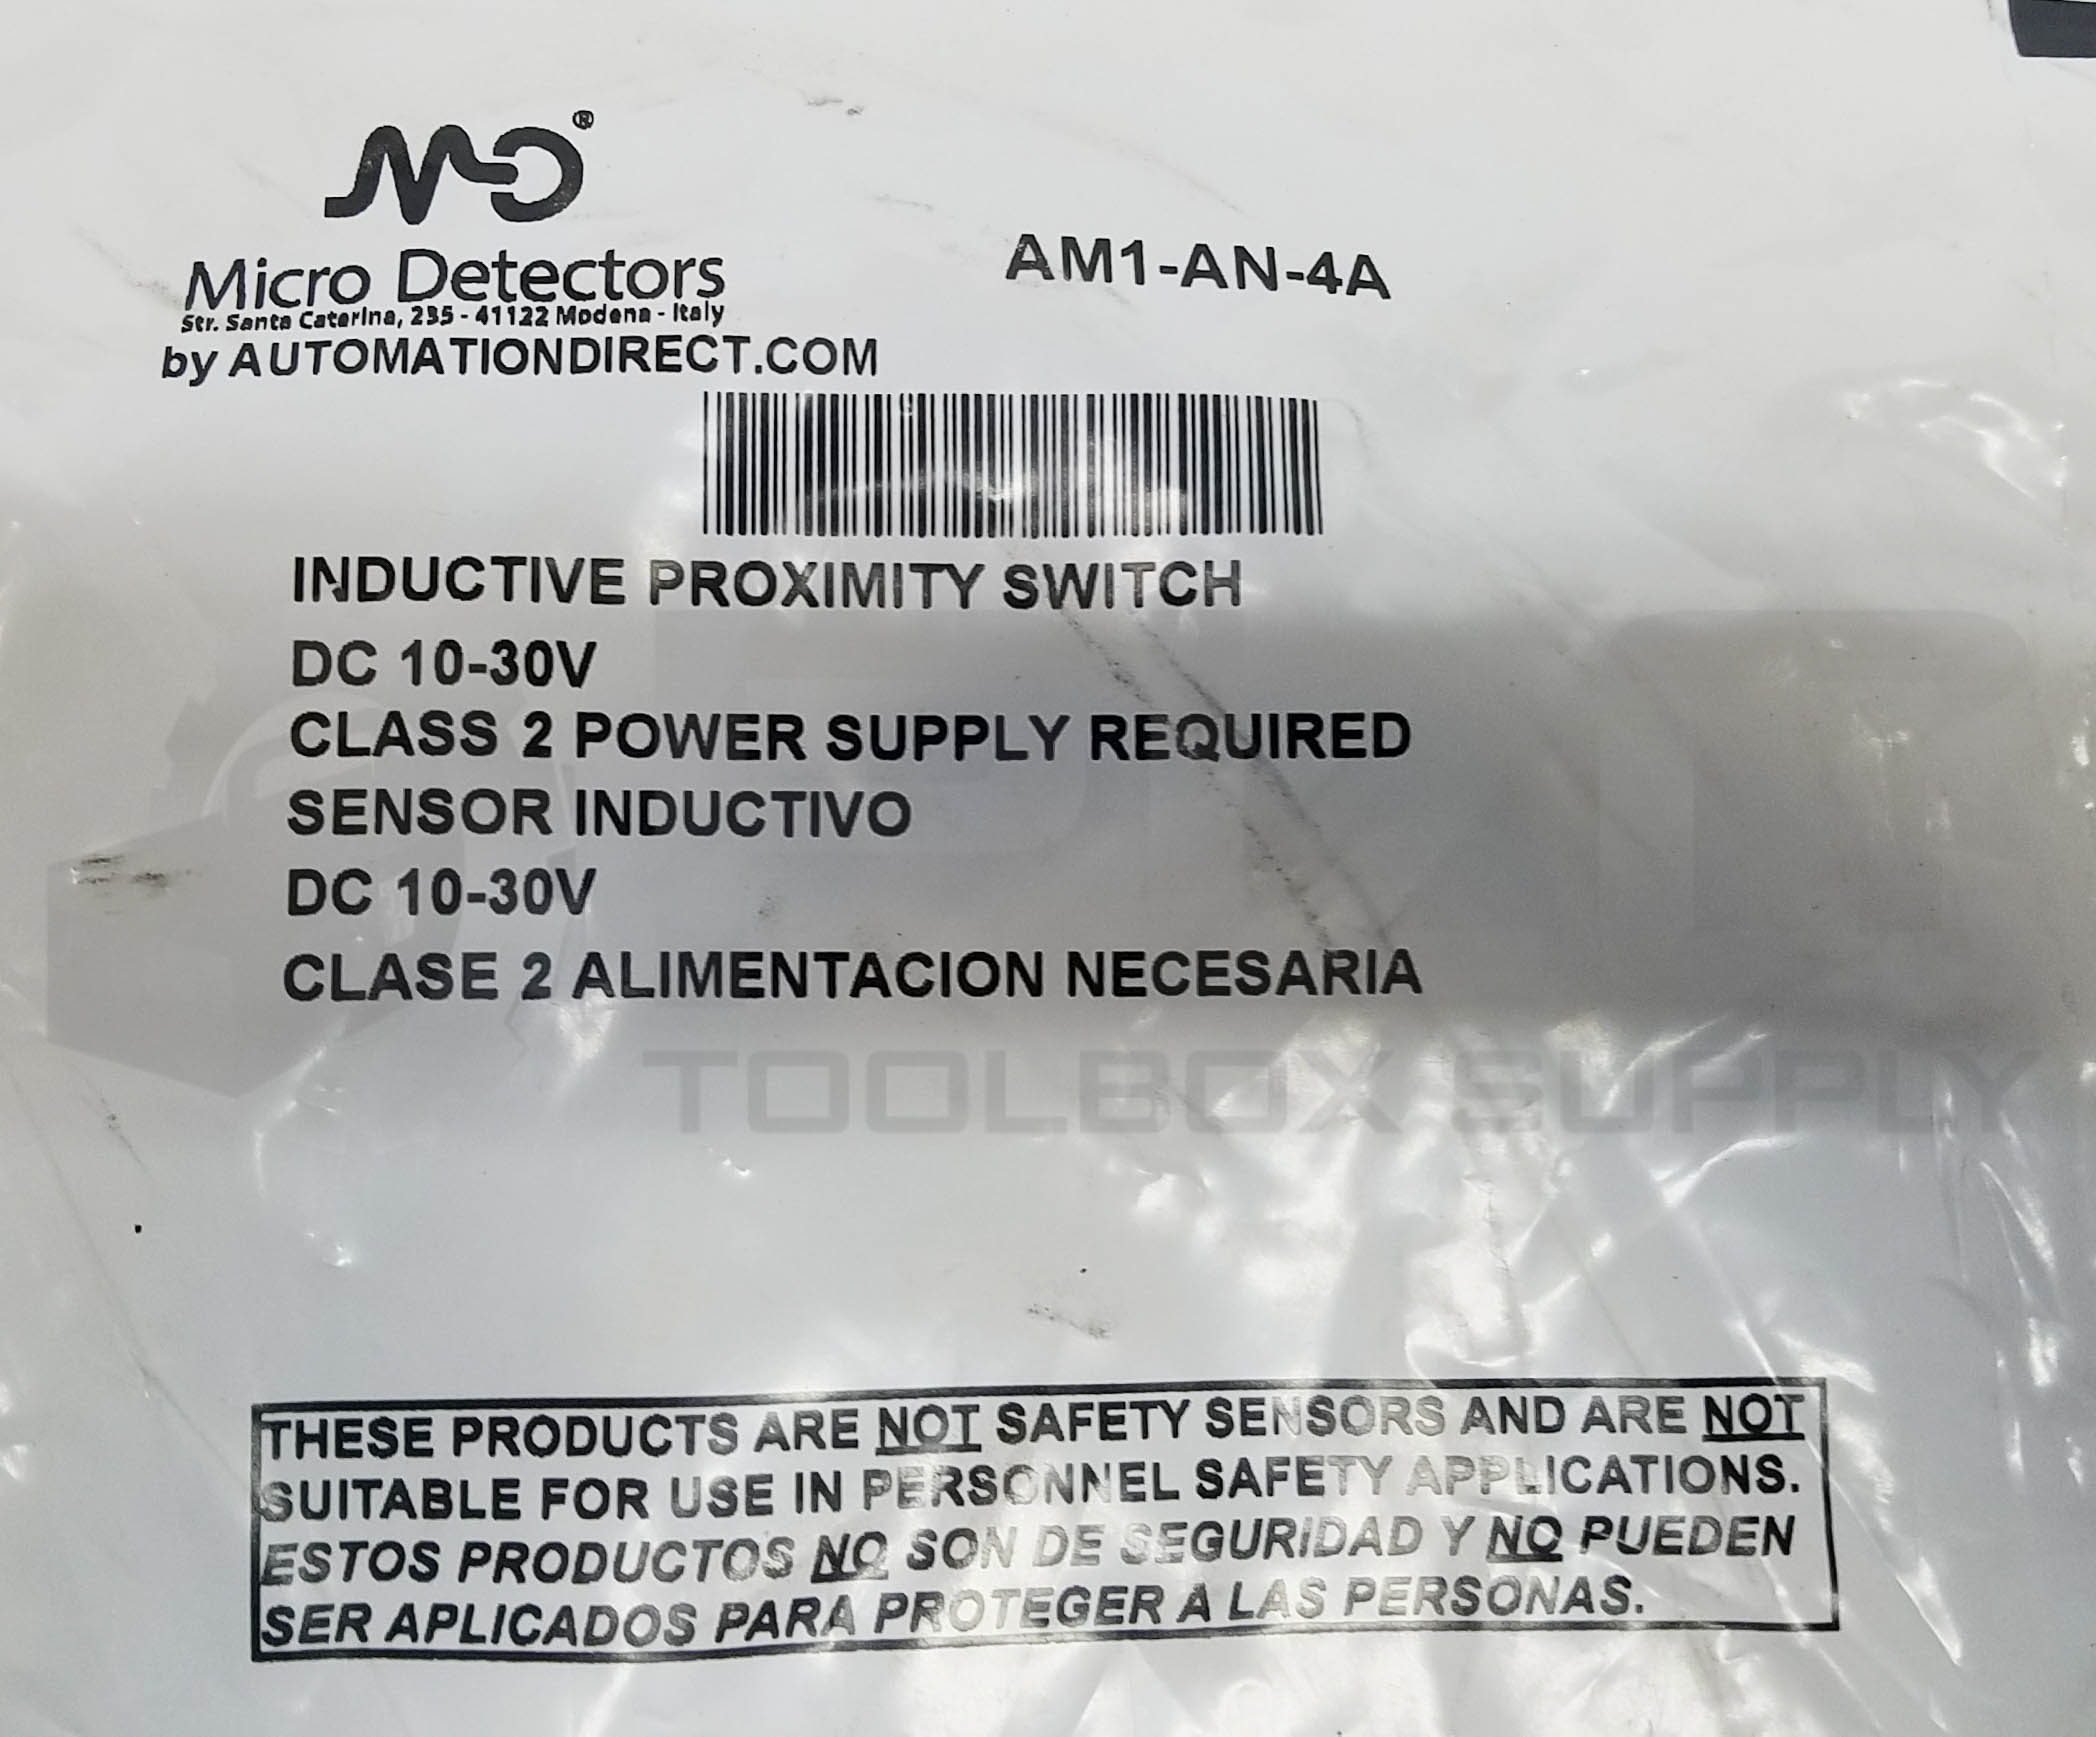 MD®
Micro Detectors
Str. Santa Caterina, 235 - 41122 Modena - Italy
by AUTOMATIONDIRECT.COM
AM1-AN-4A
INDUCTIVE PROXIMITY SWITCH
DC 10-30V
CLASS 2 POWER SUPPLY REQUIRED
SENSOR INDUCTIVO
DC 10-30V
CLASE 2 ALIMENTACION NECESARIA
TOOLBOX SUPPLY
THESE PRODUCTS ARE NOT SAFETY SENSORS AND ARE NOT
SUITABLE FOR USE IN PERSONNEL SAFETY APPLICATIONS.
ESTOS PRODUCTOS NO SON DE SEGURIDAD Y NO PUEDEN
SER APLICADOS PARA PROTEGER A LAS PERSONAS.